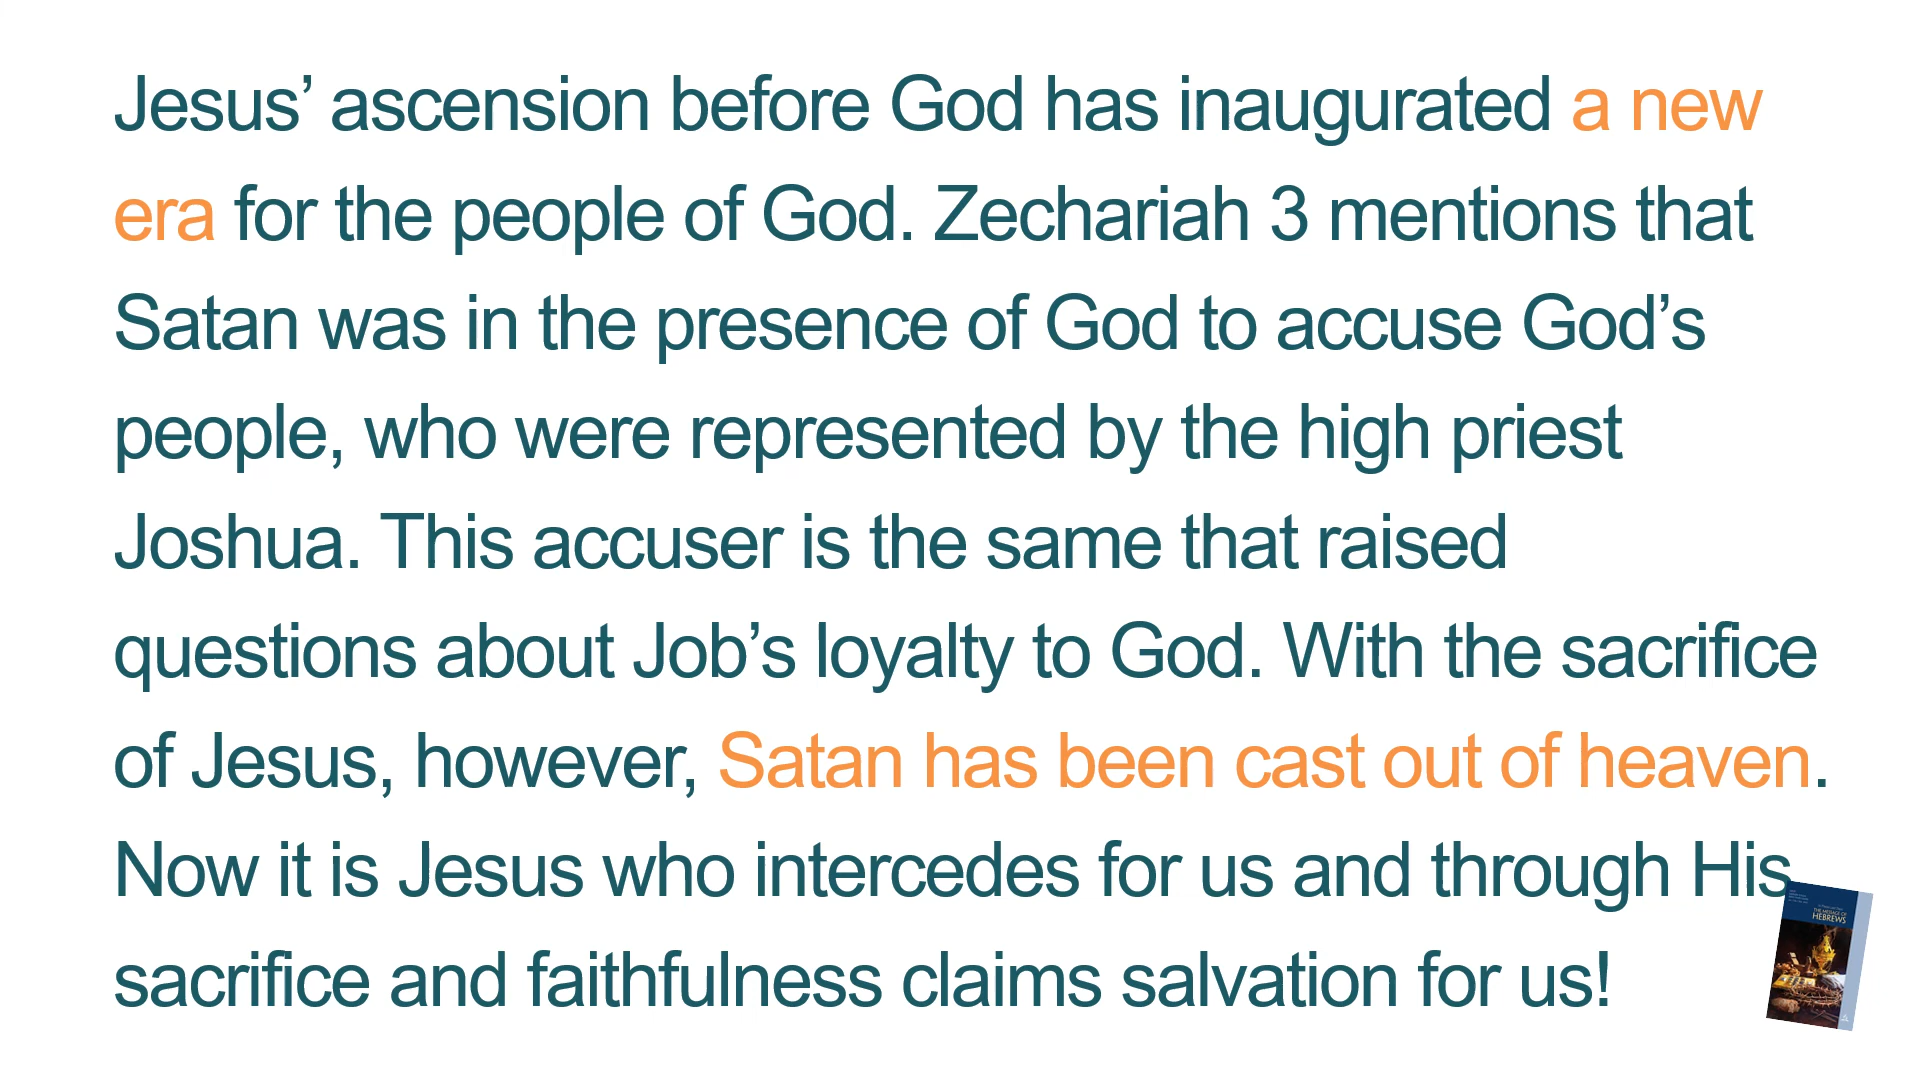 Jesus’ ascension before God has inaugurated a new
era for the people of God. Zechariah 3 mentions that
Satan was in the presence of God to accuse God’s
people, who were represented by the high priest
Joshua. This accuser is the same that raised
questions about Job’s loyalty to God. With the sacrifice
of Jesus, however, Satan has been cast out of heaven.
Now it is Jesus who intercedes for us and through His
sacrifice and faithfulness claims salvation for us!
THE MESSAGE OF
HEBREWS